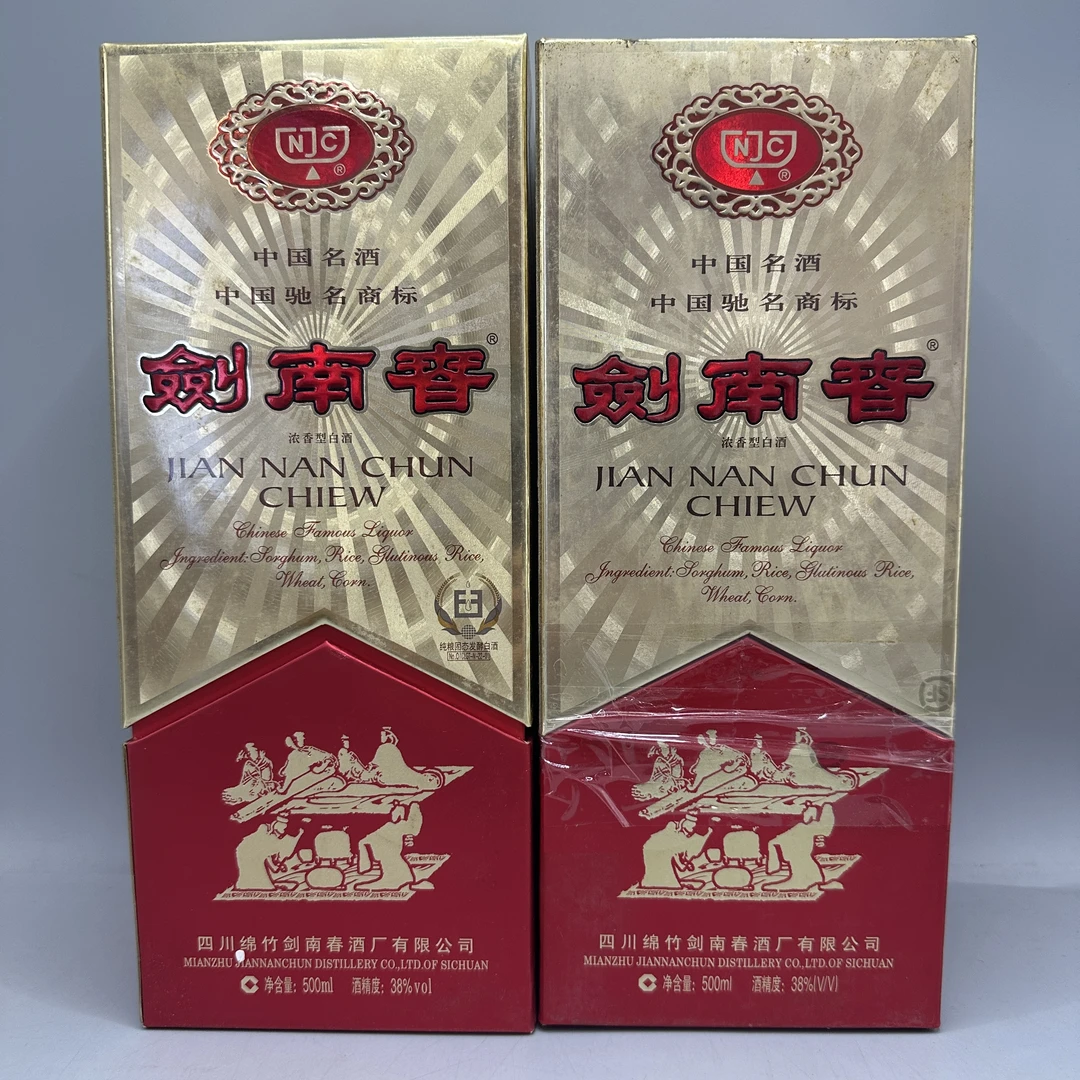 NJC
®
中国名酒
中国驰名商标
劍南春®
浓香型白酒
JIAN NAN CHUN
CHIEW
Chinese Famous Liquor
Ingredient:Sorghum, Rice, Glutinous Rice,
Wheat, Corn.
纯粮固态发酵白酒
四川绵竹剑南春酒厂有限公司
MIANZHU JIANNANCHUN DISTILLERY CO.,LTD.OF SICHUAN
净含量: 500ml 酒精度: 38%vol
NJC
®
中国名酒
中国驰名商标
劍南春®
浓香型白酒
JIAN NAN CHUN
CHIEW
Chinese Famous Liquor
Ingredient:Sorghum, Rice, Glutinous Rice,
Wheat, Corn.
四川绵竹剑南春酒厂有限公司
MIANZHU JIANNANCHUN DISTILLERY CO.,LTD.OF SICHUAN
净含量: 500ml 酒精度: 38%(V/V)